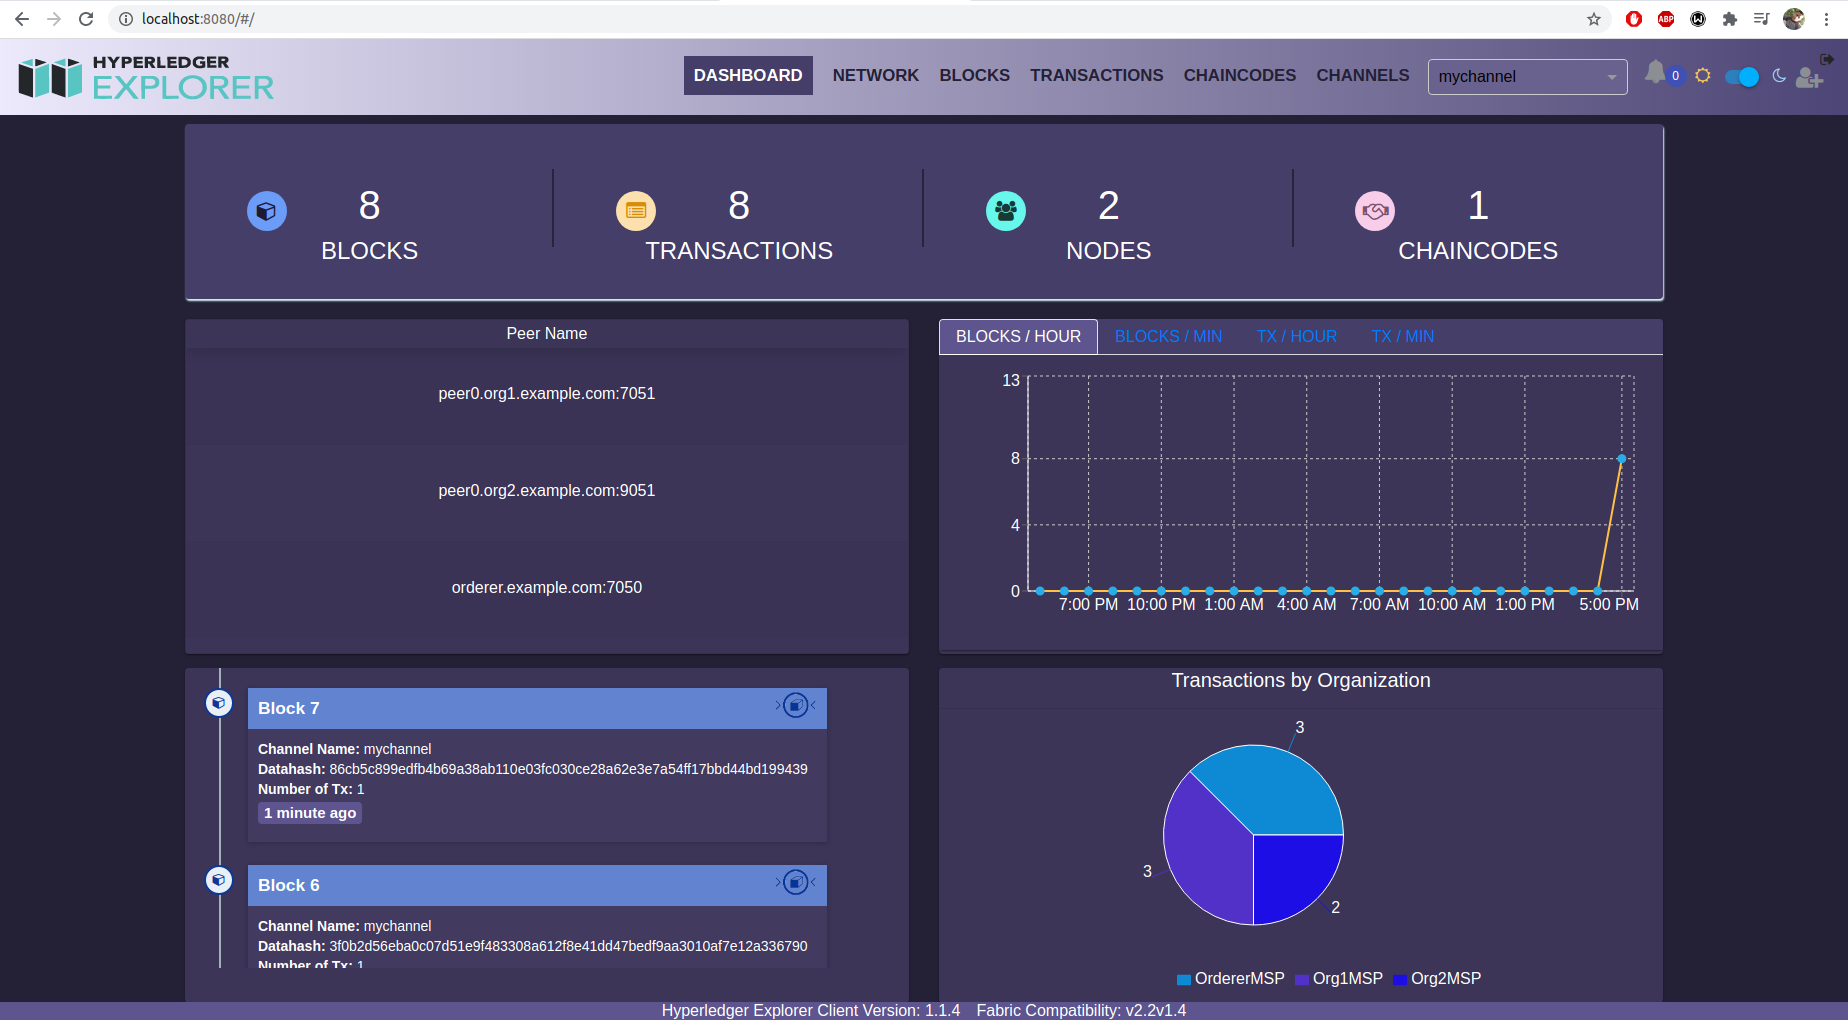 localhost:8080/#/
ABP
HYPERLEDGER
EXPLORER
DASHBOARD NETWORK BLOCKS TRANSACTIONS CHAINCODES CHANNELS mychannel 0
8 8 2 1
BLOCKS TRANSACTIONS NODES CHAINCODES
Peer Name
peer0.org1.example.com:7051
peer0.org2.example.com:9051
orderer.example.com:7050
BLOCKS / HOUR BLOCKS / MIN TX / HOUR TX / MIN
13
8
4
0
7:00 PM 10:00 PM 1:00 AM 4:00 AM 7:00 AM 10:00 AM 1:00 PM 5:00 PM
Block 7
Channel Name: mychannel
Datahash: 86cb5c899edfb4b69a38ab110e03fc030ce28a62e3e7a54ff17bbd44bd199439
Number of Tx: 1
1 minute ago
Block 6
Channel Name: mychannel
Datahash: 3f0b2d56eba0c07d51e9f483308a612f8e41dd47bedf9aa3010af7e12a336790
Number of Tx: 1
Transactions by Organization
3
3
2
OrdererMSP Org1MSP Org2MSP
Hyperledger Explorer Client Version: 1.1.4 Fabric Compatibility: v2.2v1.4